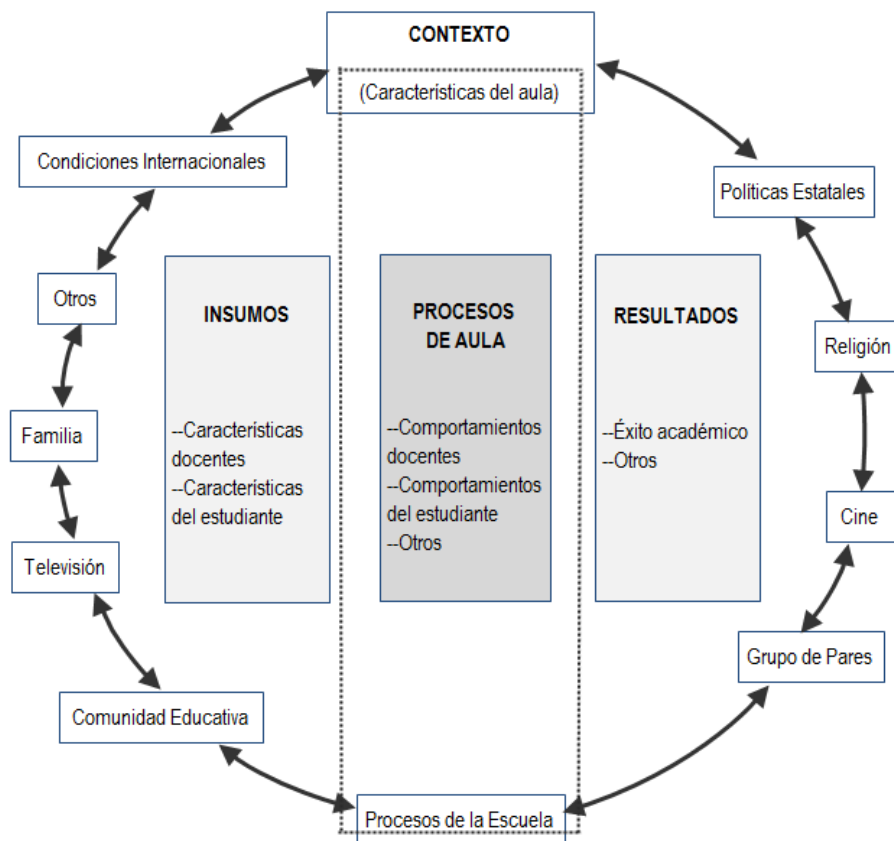 CONTEXTO
(Características del aula)
Condiciones Internacionales
Políticas Estatales
Otros
INSUMOS
--Características
docentes
--Características
del estudiante
PROCESOS
DE AULA
--Comportamientos
docentes
--Comportamientos
del estudiante
--Otros
RESULTADOS
--Éxito académico
--Otros
Religión
Familia
Cine
Televisión
Grupo de Pares
Comunidad Educativa
Procesos de la Escuela